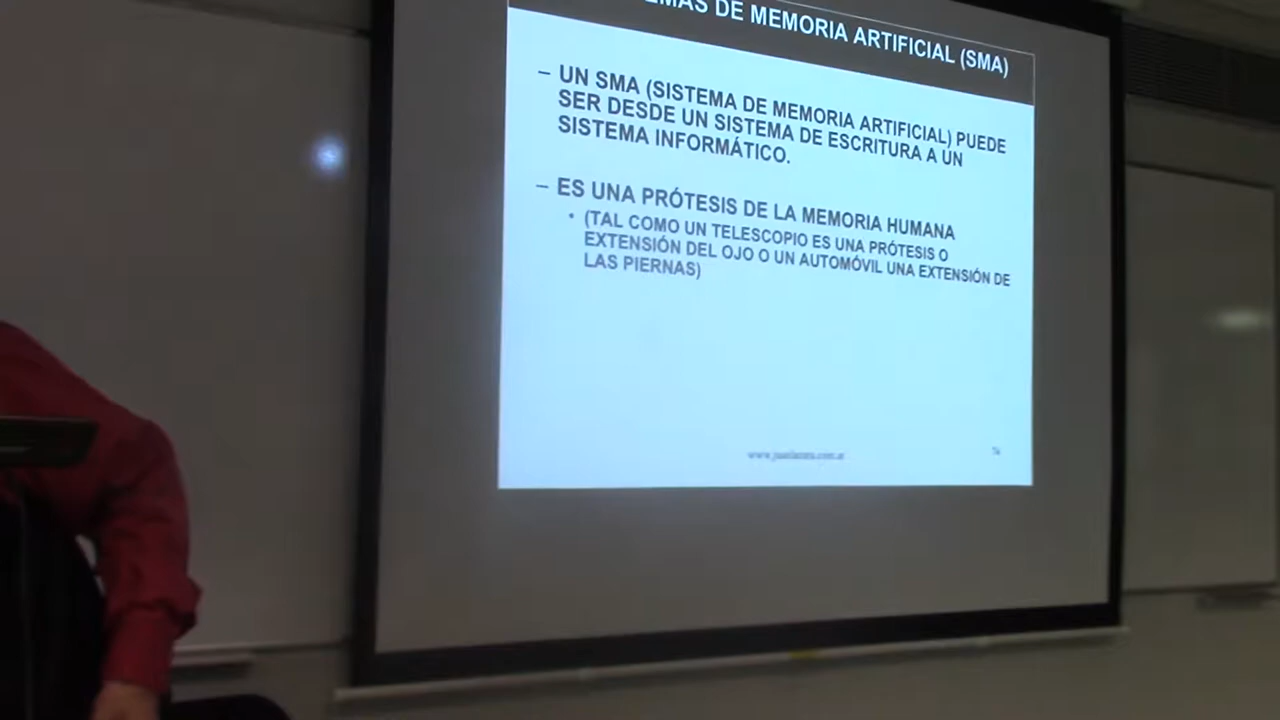 DE MEMORIA ARTIFICIAL (SMA)
– UN SMA (SISTEMA DE MEMORIA ARTIFICIAL) PUEDE
SER DESDE UN SISTEMA DE ESCRITURA A UN
SISTEMA INFORMÁTICO.
– ES UNA PRÓTESIS DE LA MEMORIA HUMANA
• (TAL COMO UN TELESCOPIO ES UNA PRÓTESIS O
EXTENSIÓN DEL OJO O UN AUTOMÓVIL UNA EXTENSIÓN DE
LAS PIERNAS)